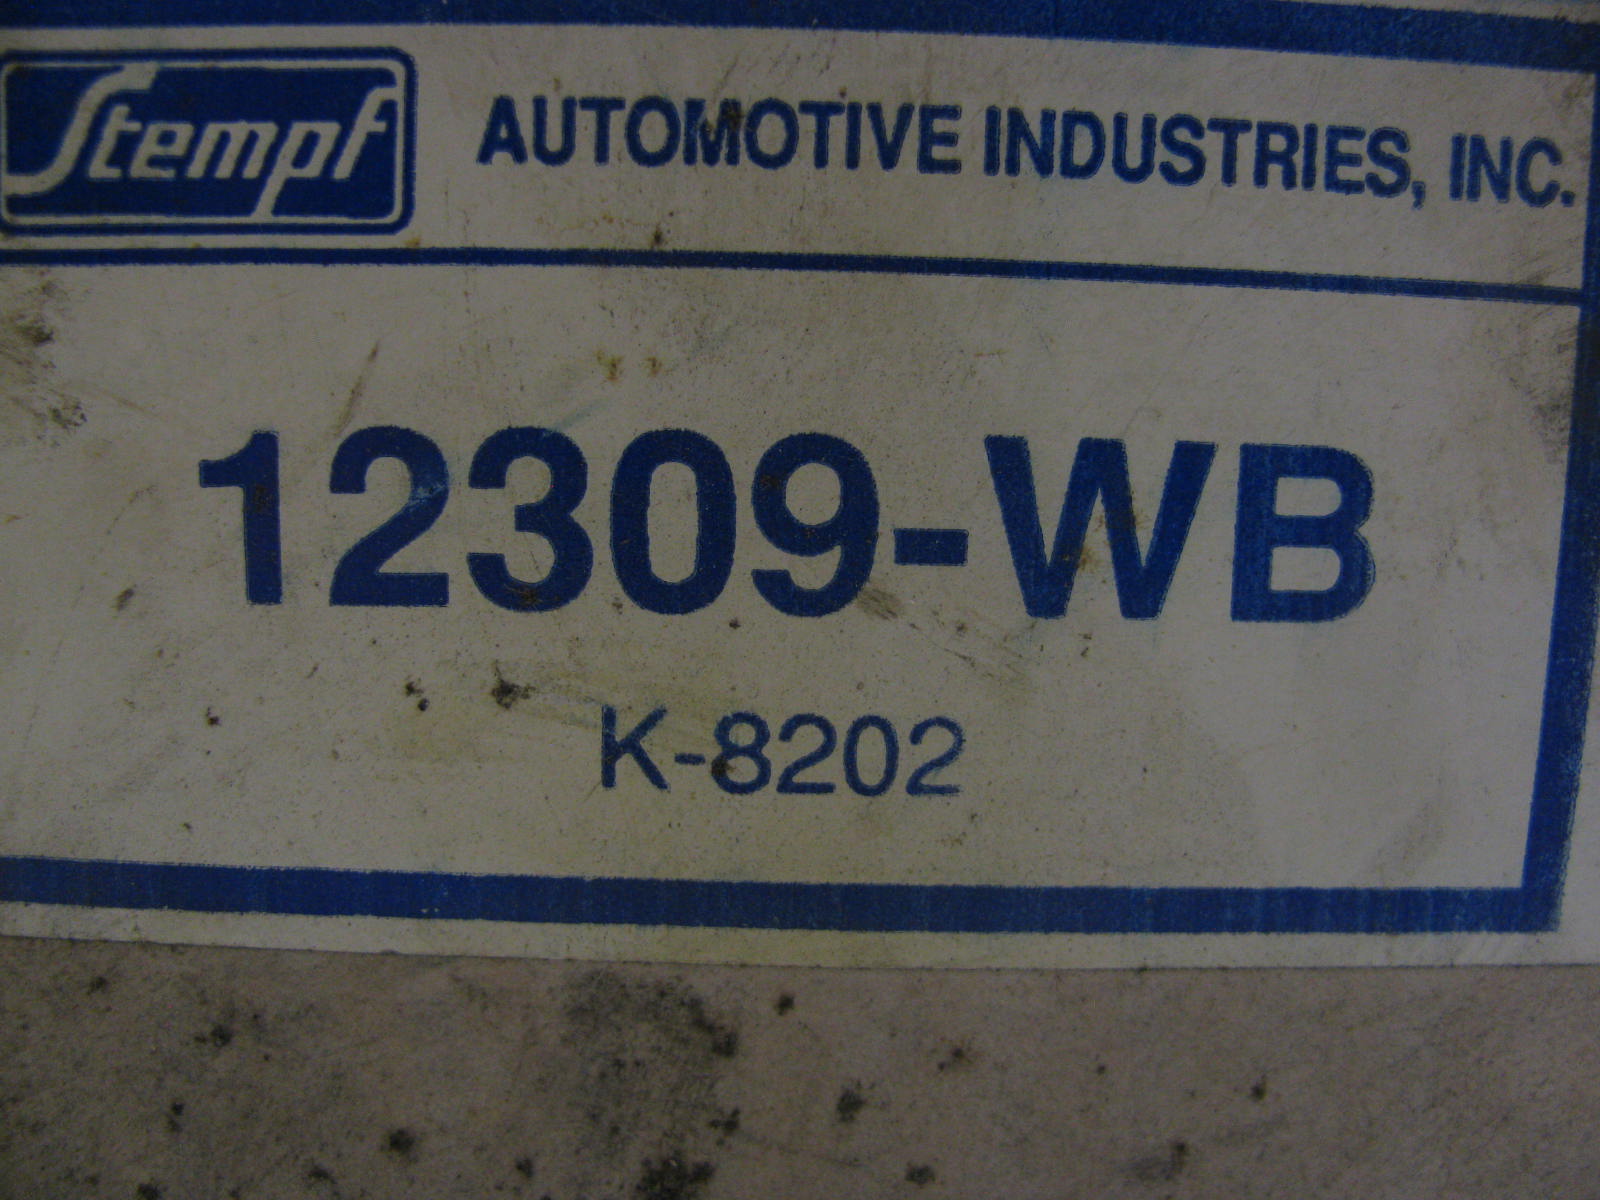 Stempf AUTOMOTIVE INDUSTRIES, INC.
12309-WB
K-8202